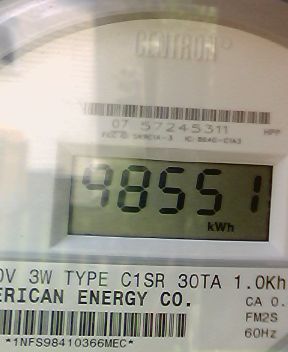 CENTRON®
07 57245311 HPP
98551
kWh
0V 3W TYPE C1SR 30TA 1.0Kh
ERICAN ENERGY CO.
CA 0.
FM2S
60Hz
*1NFS98410366MEC*